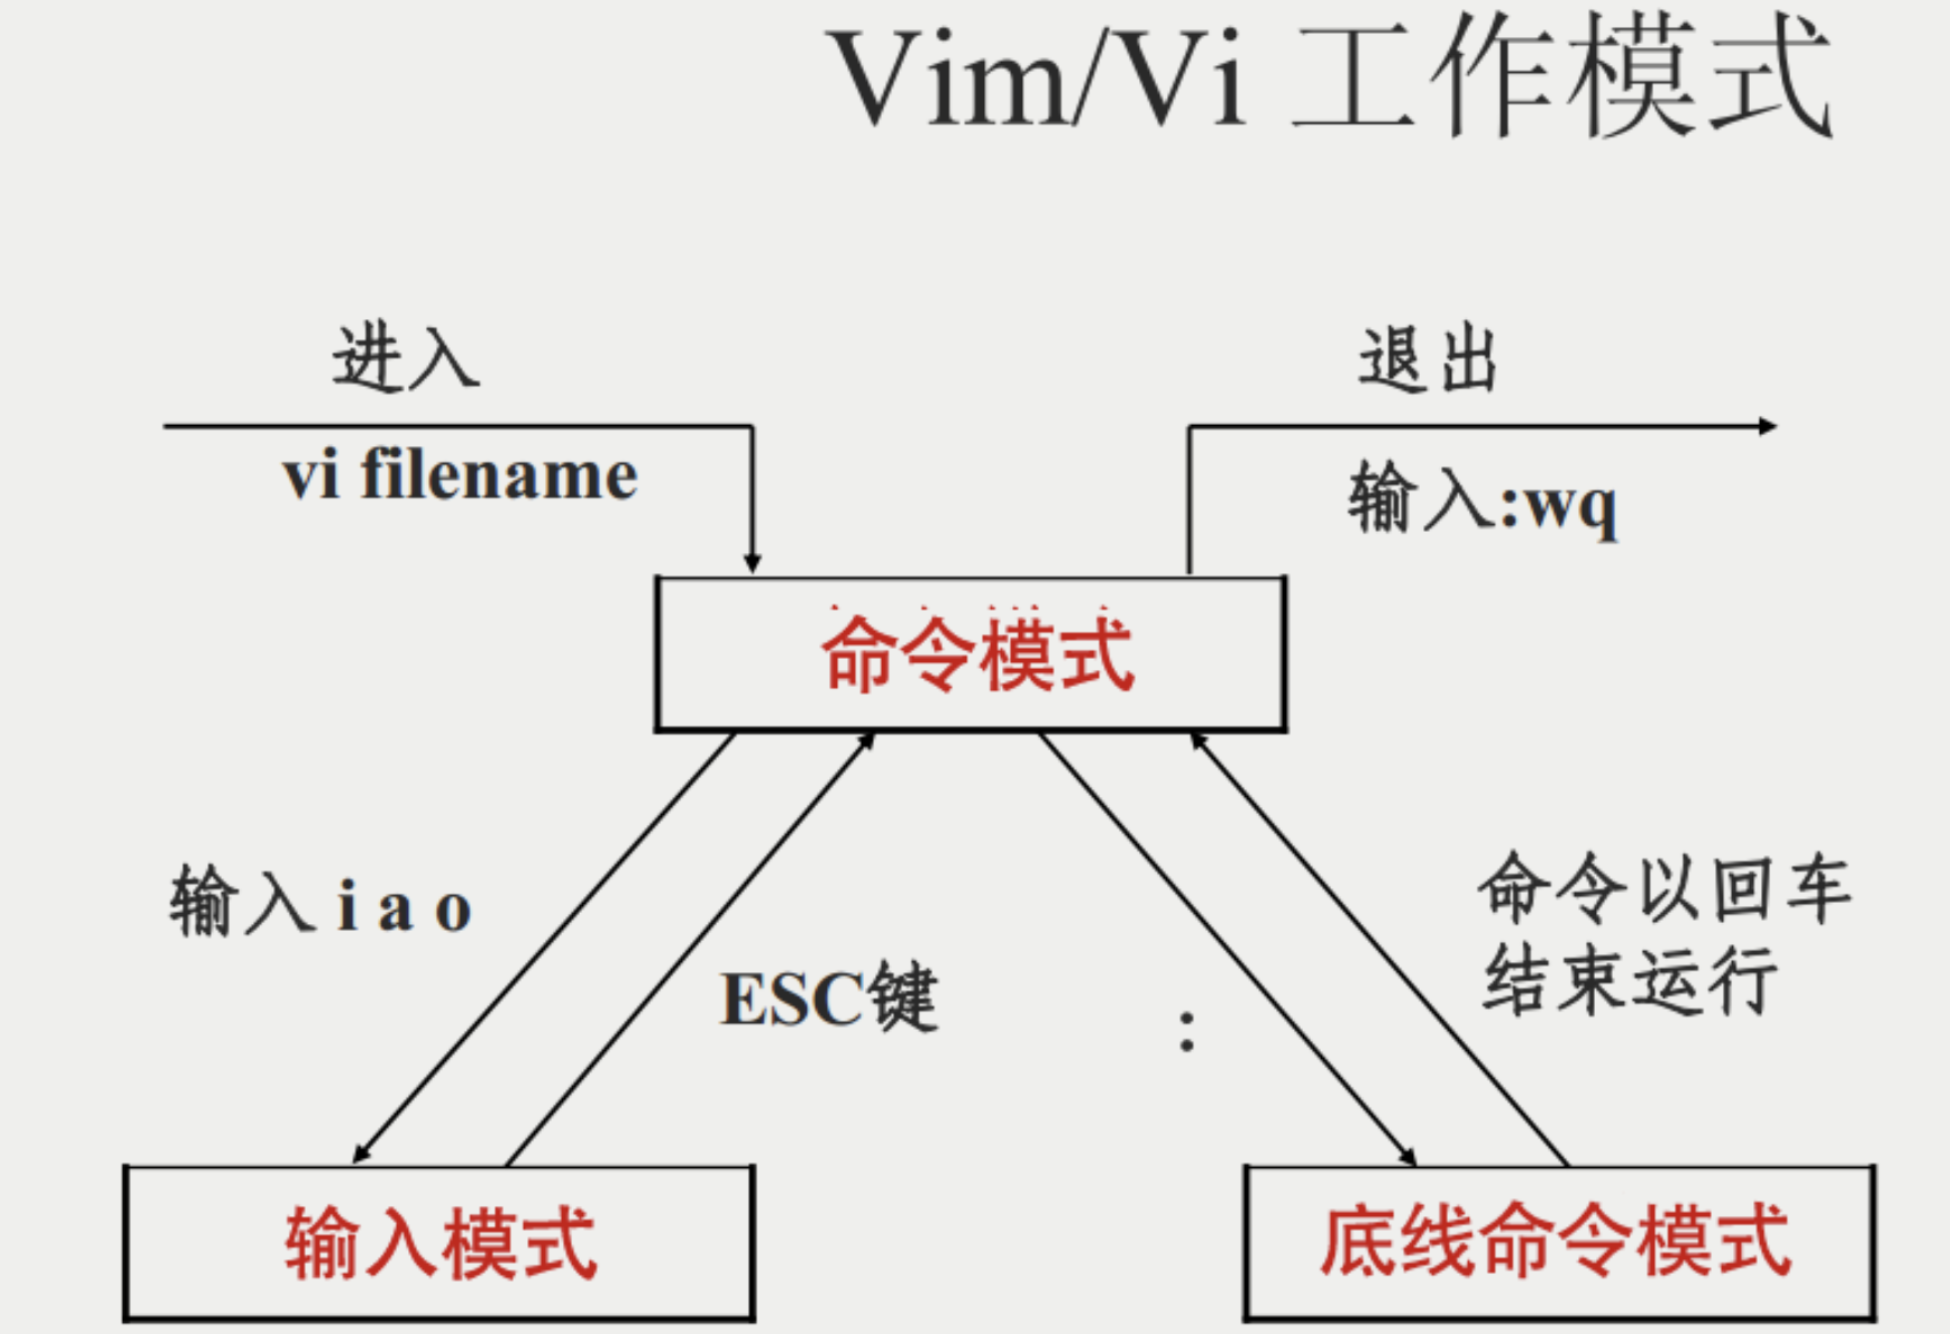 Vim/Vi 工作模式
进入
vi filename
退出
输入:wq
命令模式
输入 i a o
ESC键
:
命令以回车
结束运行
输入模式
底线命令模式